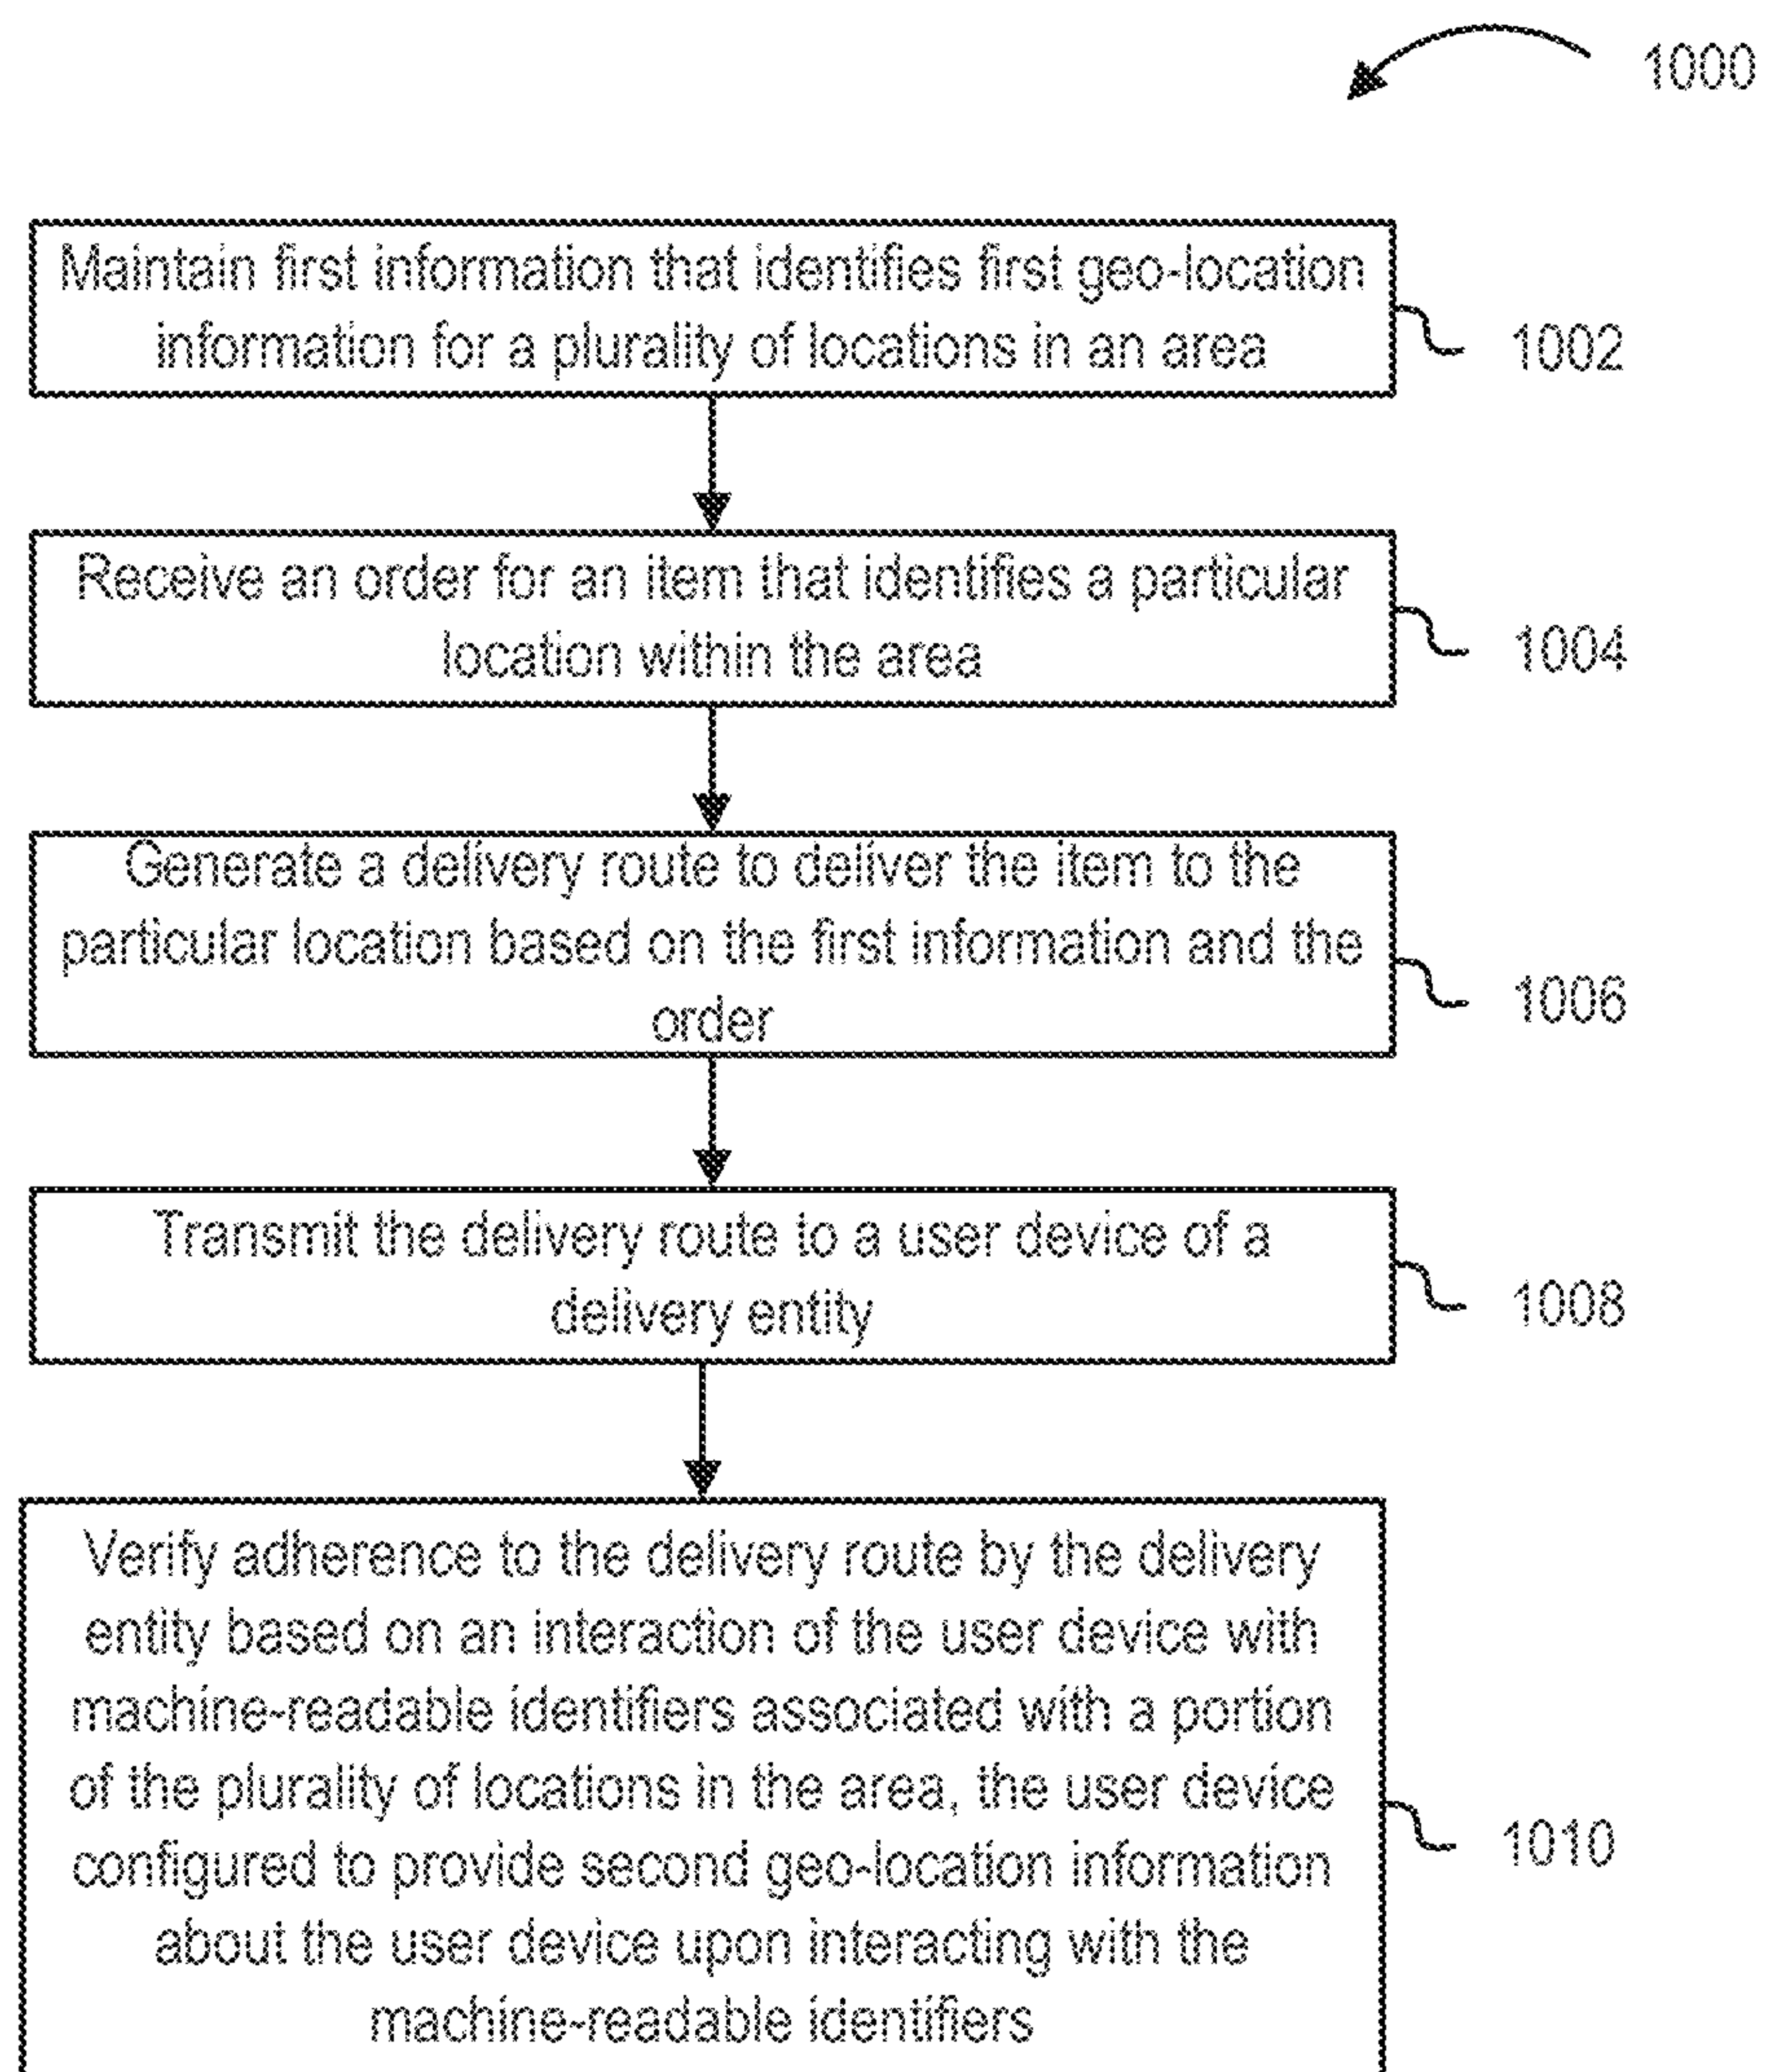 1000
Maintain first information that identifies first geo-location
information for a plurality of locations in an area
1002
Receive an order for an item that identifies a particular
location within the area
1004
Generate a delivery route to deliver the item to the
particular location based on the first information and the
order
1006
Transmit the delivery route to a user device of a
delivery entity
1008
Verify adherence to the delivery route by the delivery
entity based on an interaction of the user device with
machine-readable identifiers associated with a portion
of the plurality of locations in the area, the user device
configured to provide second geo-location information
about the user device upon interacting with the
machine-readable identifiers
1010